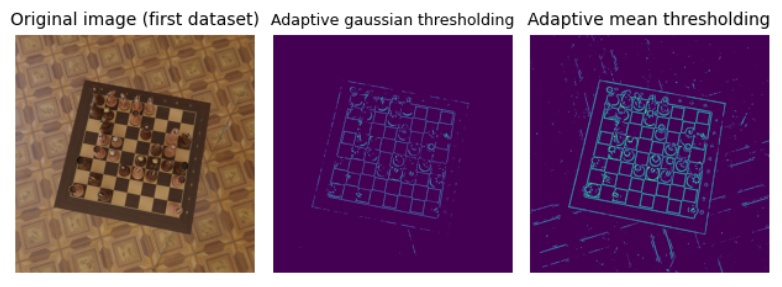 Original image (first dataset)
Adaptive gaussian thresholding
Adaptive mean thresholding